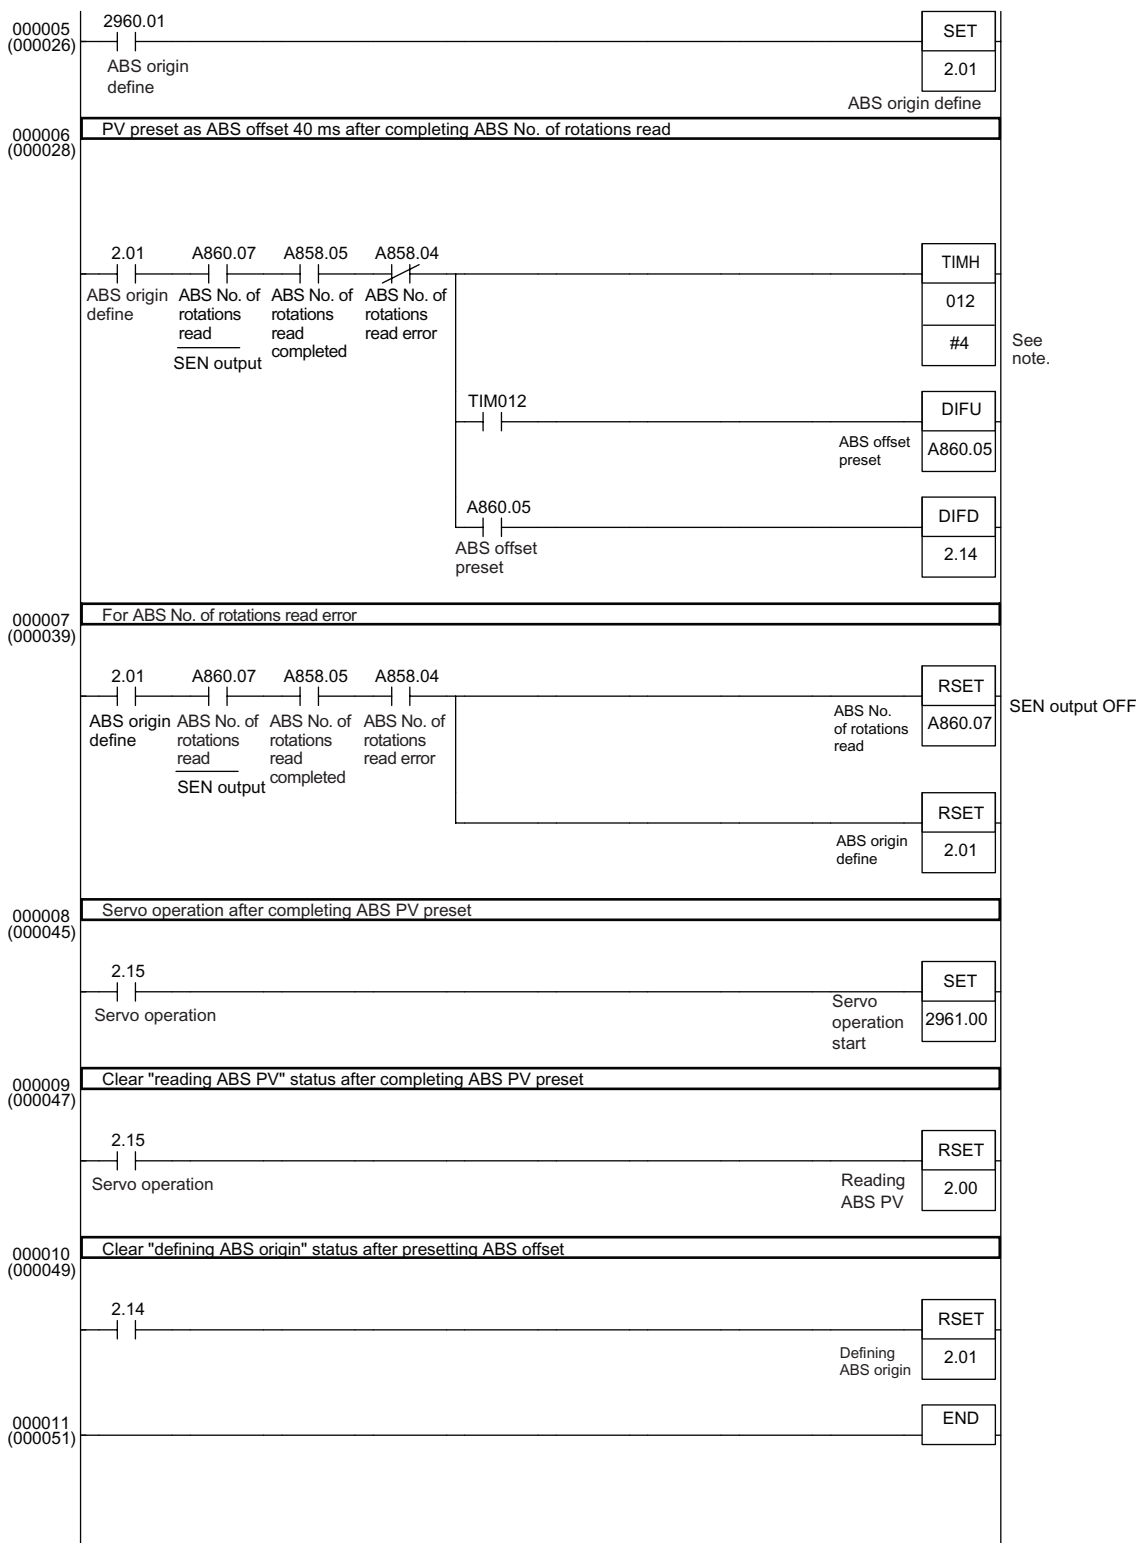 000005
(000026)
2960.01
ABS origin
define
SET
2.01
ABS origin define
000006
(000028)
PV preset as ABS offset 40 ms after completing ABS No. of rotations read
2.01
ABS origin
define
A860.07
ABS No. of
rotations
read
SEN output
A858.05
ABS No. of
rotations
read
completed
A858.04
ABS No. of
rotations
read error
TIMH
012
#4
See
note.
TIM012
ABS offset
preset
DIFU
A860.05
A860.05
ABS offset
preset
DIFD
2.14
000007
(000039)
For ABS No. of rotations read error
2.01
ABS origin
define
A860.07
ABS No. of
rotations
read
SEN output
A858.05
ABS No. of
rotations
read
completed
A858.04
ABS No. of
rotations
read error
ABS No.
of rotations
read
RSET
A860.07
SEN output OFF
ABS origin
define
RSET
2.01
000008
(000045)
Servo operation after completing ABS PV preset
2.15
Servo operation
Servo
operation
start
SET
2961.00
000009
(000047)
Clear "reading ABS PV" status after completing ABS PV preset
2.15
Servo operation
Reading
ABS PV
RSET
2.00
000010
(000049)
Clear "defining ABS origin" status after presetting ABS offset
2.14
Defining
ABS origin
RSET
2.01
000011
(000051)
END